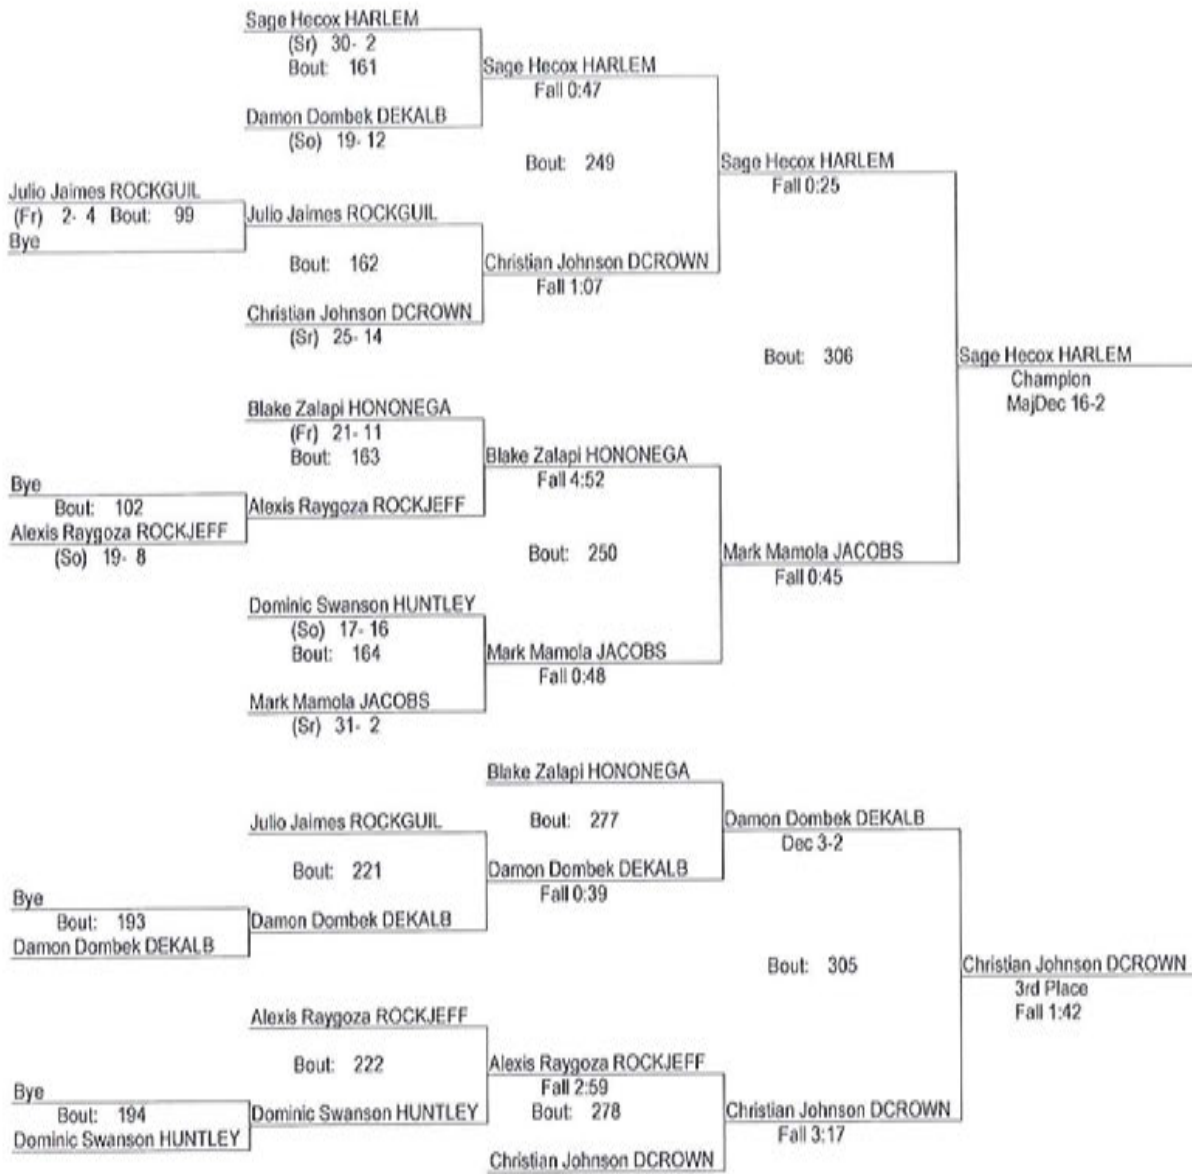 Sage Hecox HARLEM
(Sr) 30- 2
Bout: 161
Sage Hecox HARLEM
Fall 0:47
Damon Dombek DEKALB
(So) 19- 12
Bout: 249
Sage Hecox HARLEM
Fall 0:25
Julio Jaimes ROCKGUIL
(Fr) 2- 4 Bout: 99
Bye
Julio Jaimes ROCKGUIL
Bout: 162
Christian Johnson DCROWN
Fall 1:07
Christian Johnson DCROWN
(Sr) 25- 14
Bout: 306
Sage Hecox HARLEM
Champion
MajDec 16-2
Blake Zalapi HONONEGA
(Fr) 21- 11
Bout: 163
Blake Zalapi HONONEGA
Fall 4:52
Bye
Bout: 102
Alexis Raygoza ROCKJEFF
(So) 19- 8
Alexis Raygoza ROCKJEFF
Bout: 250
Mark Mamola JACOBS
Fall 0:45
Dominic Swanson HUNTLEY
(So) 17- 16
Bout: 164
Mark Mamola JACOBS
Fall 0:48
Mark Mamola JACOBS
(Sr) 31- 2
Blake Zalapi HONONEGA
Bout: 277
Damon Dombek DEKALB
Dec 3-2
Julio Jaimes ROCKGUIL
Bout: 221
Damon Dombek DEKALB
Fall 0:39
Bye
Bout: 193
Damon Dombek DEKALB
Damon Dombek DEKALB
Bout: 305
Christian Johnson DCROWN
3rd Place
Fall 1:42
Alexis Raygoza ROCKJEFF
Bout: 222
Alexis Raygoza ROCKJEFF
Fall 2:59
Bout: 278
Bye
Bout: 194
Dominic Swanson HUNTLEY
Dominic Swanson HUNTLEY
Christian Johnson DCROWN
Fall 3:17
Christian Johnson DCROWN